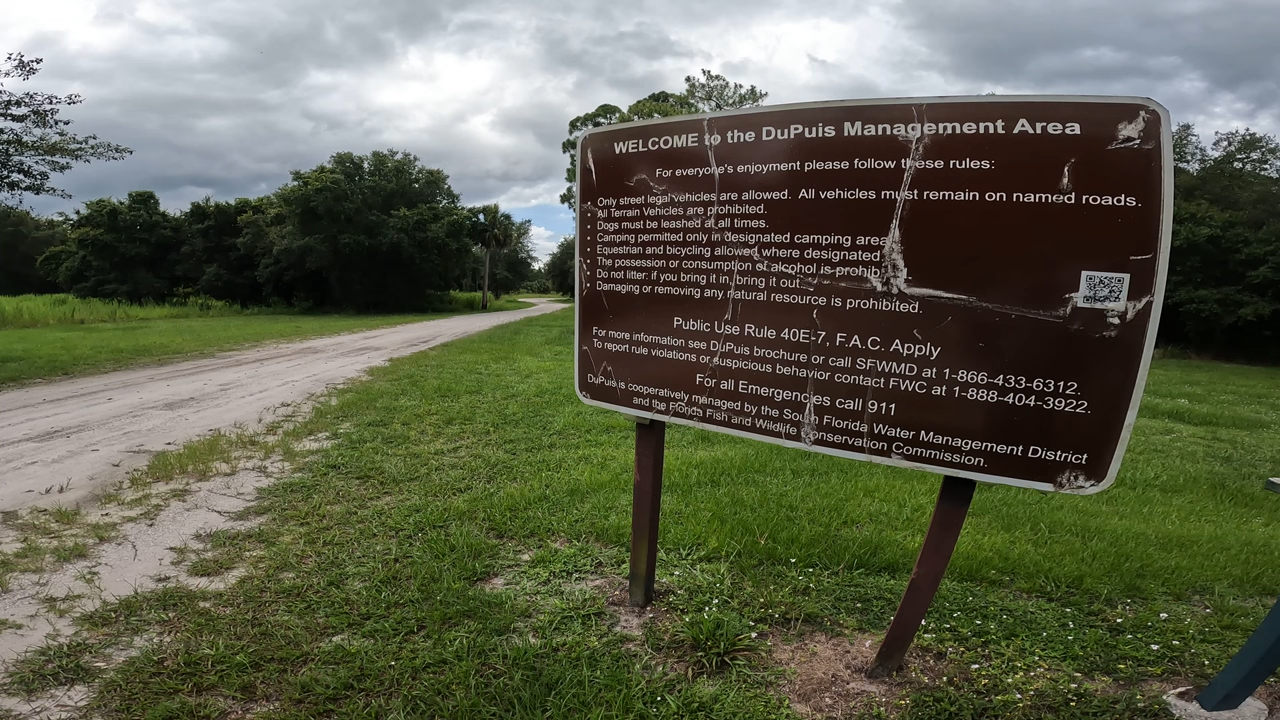 WELCOME to the DuPuis Management Area
For everyone's enjoyment please follow these rules:
Only street legal vehicles are allowed. All vehicles must remain on named roads.
• All Terrain Vehicles are prohibited.
• Dogs must be leashed at all times.
• Camping permitted only in designated camping area
• Equestrian and bicycling allowed where designated
• The possession or consumption of alcohol is prohib
• Do not litter: if you bring it in, bring it out.
• Damaging or removing any natural resource is prohibited.
Public Use Rule 40E-7, F.A.C. Apply
For more information see DuPuis brochure or call SFWMD at 1-866-433-6312.
To report rule violations or suspicious behavior contact FWC at 1-888-404-3922.
For all Emergencies call 911
DuPuis is cooperatively managed by the South Florida Water Management District
and the Florida Fish and Wildlife Conservation Commission.